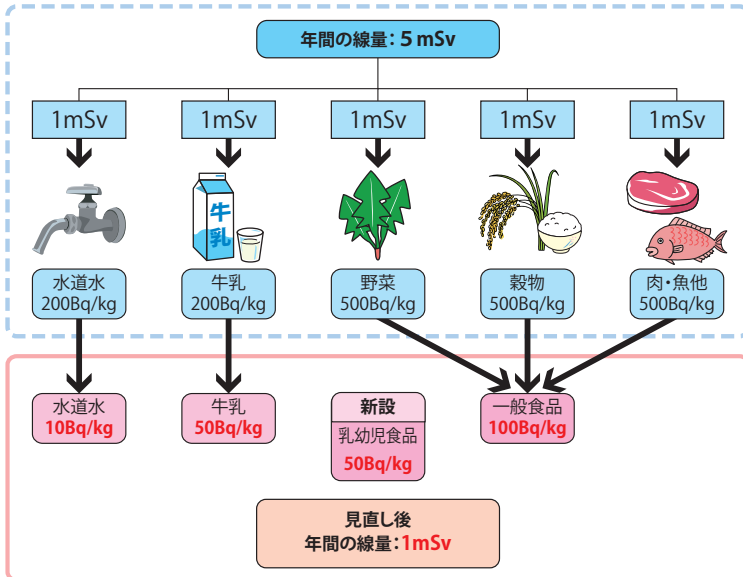 年間の線量：5 mSv
1mSv
1mSv
1mSv
1mSv
1mSv
牛乳
水道水
200Bq/kg
牛乳
200Bq/kg
野菜
500Bq/kg
穀物
500Bq/kg
肉・魚他
500Bq/kg
水道水
10Bq/kg
牛乳
50Bq/kg
新設
乳幼児食品
50Bq/kg
一般食品
100Bq/kg
見直し後
年間の線量：1mSv